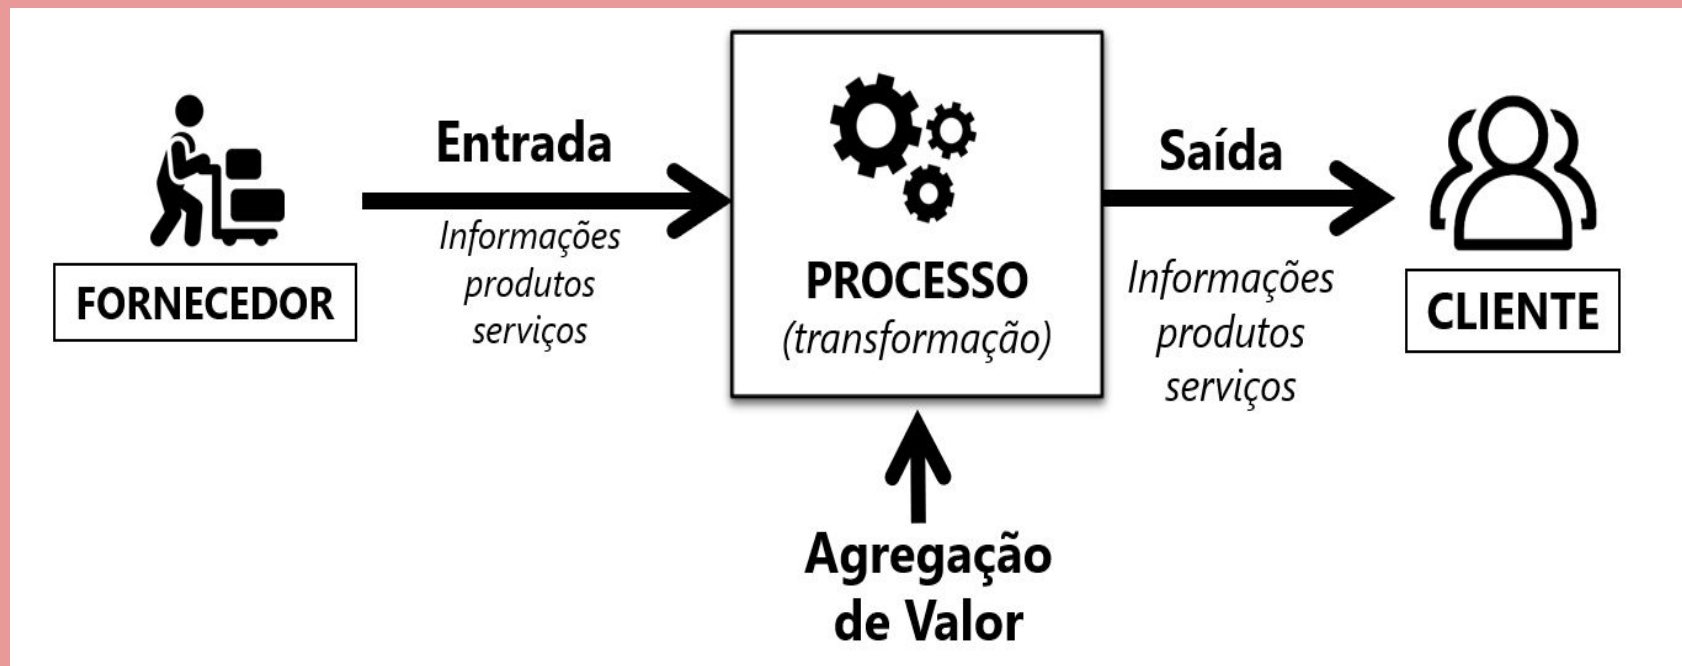 FORNECEDOR
Entrada
Informações
produtos
serviços
PROCESSO
(transformação)
Agregação
de Valor
Saída
Informações
produtos
serviços
CLIENTE